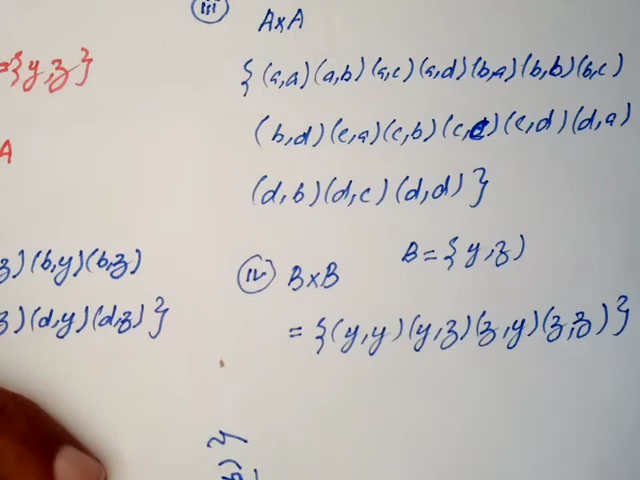 ={y,z}
A
z)(b,y)(b,z)
z)(d,y)(d,z)}
(iii) A×A
{(a,a)(a,b)(a,c)(a,d)(b,a)(b,b)(b,c)
(b,d)(c,a)(c,b)(c,c)(c,d)(d,a)
(d,b)(d,c)(d,d)}
(iv) B×B B={y,z)
={(y,y)(y,z)(z,y)(z,z)}